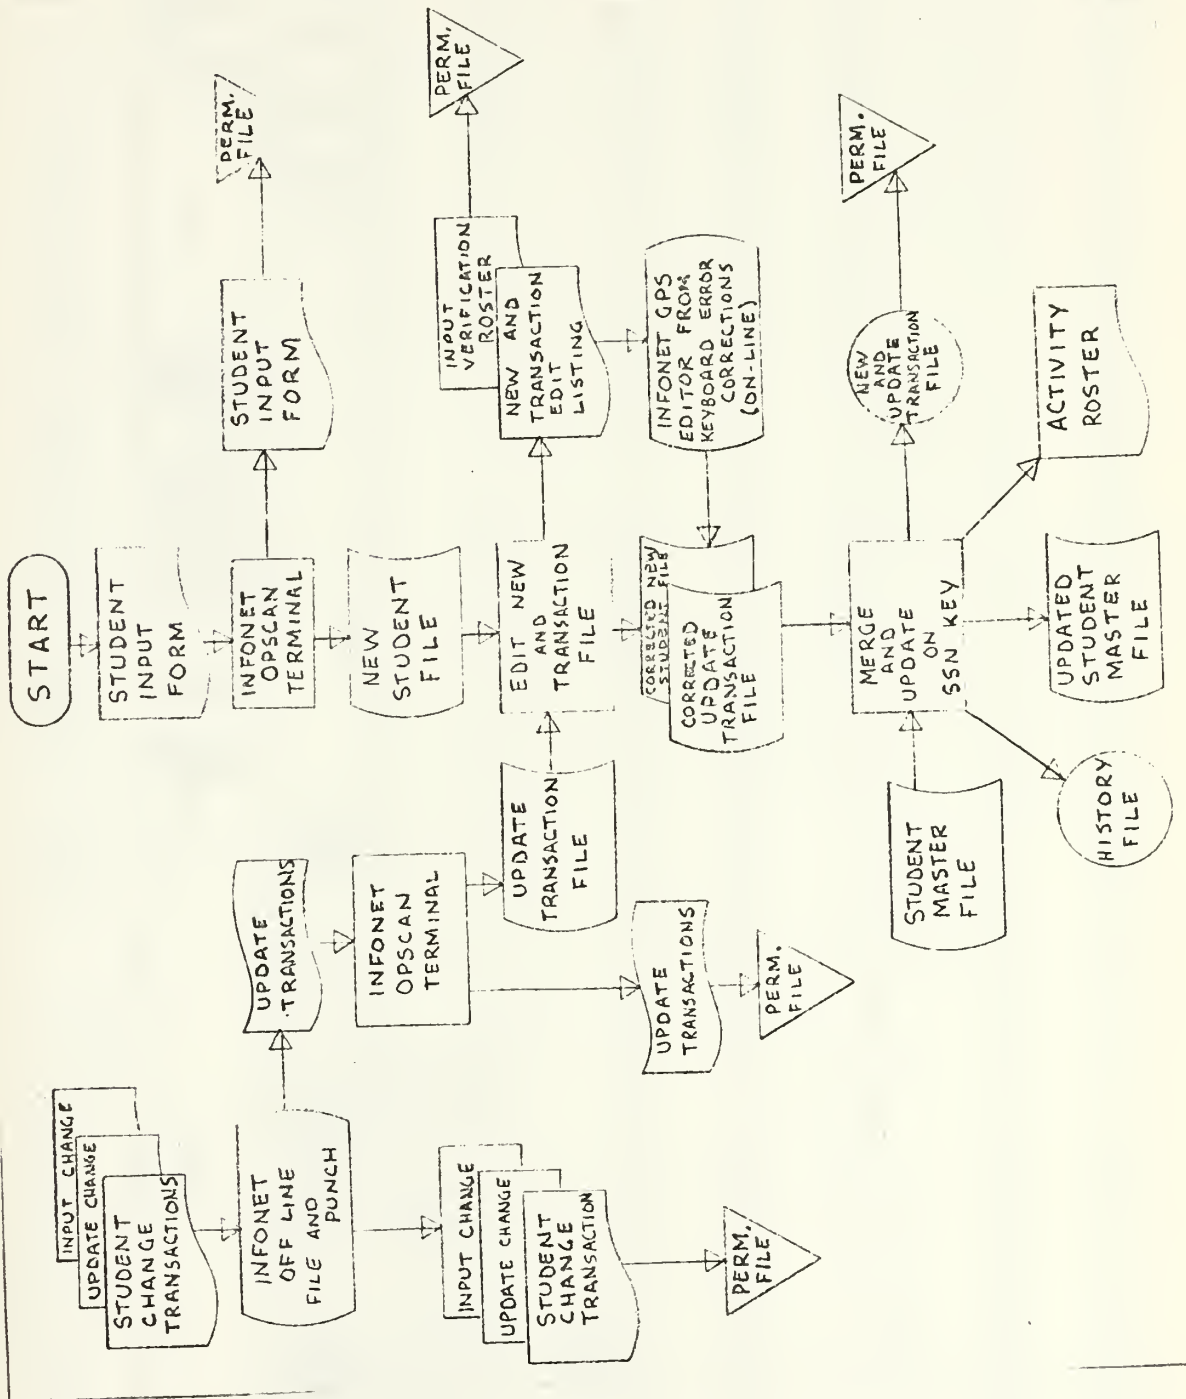 START
STUDENT
INPUT
FORM
INFONET
OPSCAN
TERMINAL
STUDENT
INPUT
FORM
PERM.
FILE
NEW
STUDENT
FILE
EDIT NEW
AND
TRANSACTION
FILE
INPUT
VERIFICATION
ROSTER
NEW AND
TRANSACTION
EDIT
LISTING
PERM.
FILE
INFONET GPS
EDITOR FROM
KEYBOARD ERROR
CORRECTIONS
(ON-LINE)
CORRECTED NEW
STUDENT FILE
CORRECTED
UPDATE
TRANSACTION
FILE
MERGE
AND
UPDATE
ON
SSN KEY
NEW
AND
UPDATE
TRANSACTION
FILE
PERM.
FILE
ACTIVITY
ROSTER
UPDATED
STUDENT
MASTER
FILE
HISTORY
FILE
STUDENT
MASTER
FILE
INPUT CHANGE
UPDATE CHANGE
STUDENT
CHANGE
TRANSACTIONS
INFONET
OFF LINE
FILE AND
PUNCH
UPDATE
TRANSACTIONS
INFONET
OPSCAN
TERMINAL
UPDATE
TRANSACTION
FILE
UPDATE
TRANSACTIONS
PERM.
FILE
INPUT CHANGE
UPDATE CHANGE
STUDENT
CHANGE
TRANSACTION
PERM.
FILE